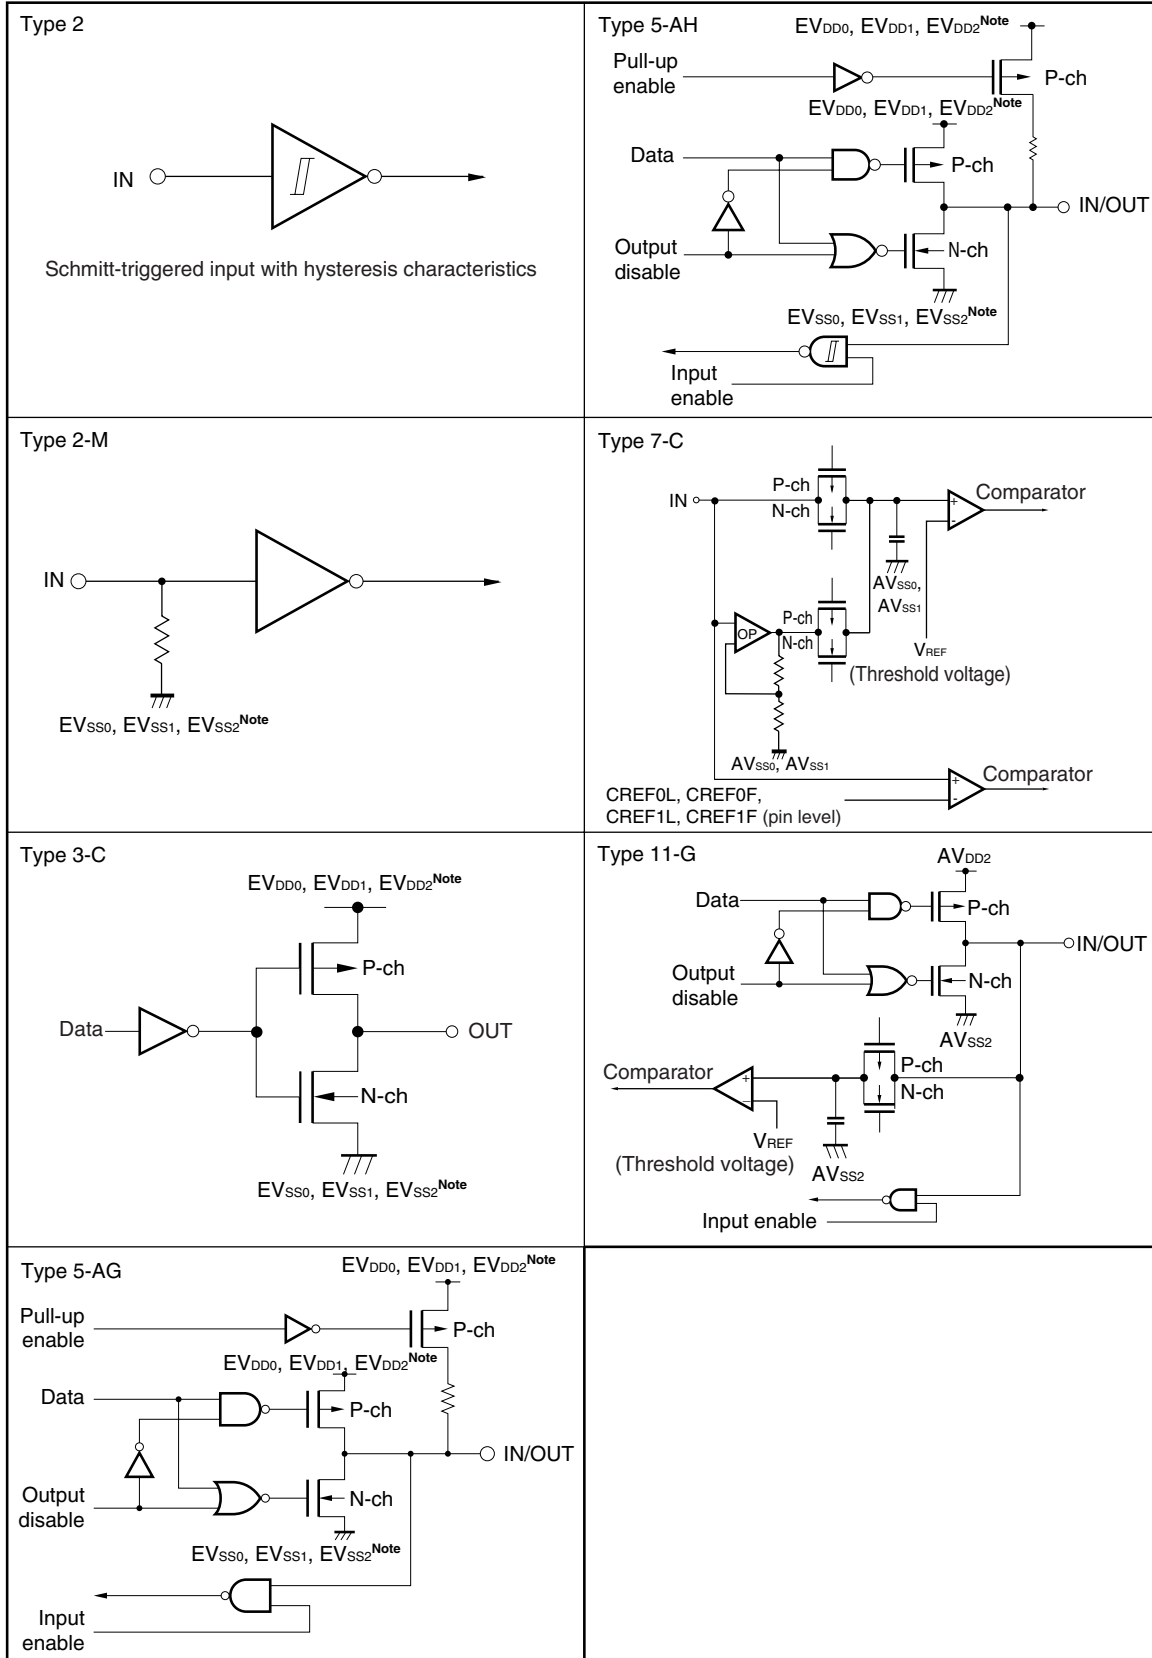 Type 2
IN
Schmitt-triggered input with hysteresis characteristics
Type 5-AH
EVDD0, EVDD1, EVDD2Note
Pull-up
enable
P-ch
EVDD0, EVDD1, EVDD2Note
Data
P-ch
IN/OUT
Output
disable
N-ch
EVSS0, EVSS1, EVSS2Note
Input
enable
Type 2-M
IN
EVSS0, EVSS1, EVSS2Note
Type 7-C
P-ch
IN
N-ch
Comparator
+
-
AVSS0,
AVSS1
P-ch
OP
N-ch
VREF
(Threshold voltage)
AVSS0, AVSS1
Comparator
+
-
CREF0L, CREF0F,
CREF1L, CREF1F (pin level)
Type 3-C
EVDD0, EVDD1, EVDD2Note
P-ch
Data
OUT
N-ch
EVSS0, EVSS1, EVSS2Note
Type 11-G
AVDD2
Data
P-ch
IN/OUT
Output
disable
N-ch
AVSS2
Comparator
P-ch
+
N-ch
–
VREF
(Threshold voltage)
AVSS2
Input enable
Type 5-AG
EVDD0, EVDD1, EVDD2Note
Pull-up
enable
P-ch
EVDD0, EVDD1, EVDD2Note
Data
P-ch
IN/OUT
Output
disable
N-ch
EVSS0, EVSS1, EVSS2Note
Input
enable